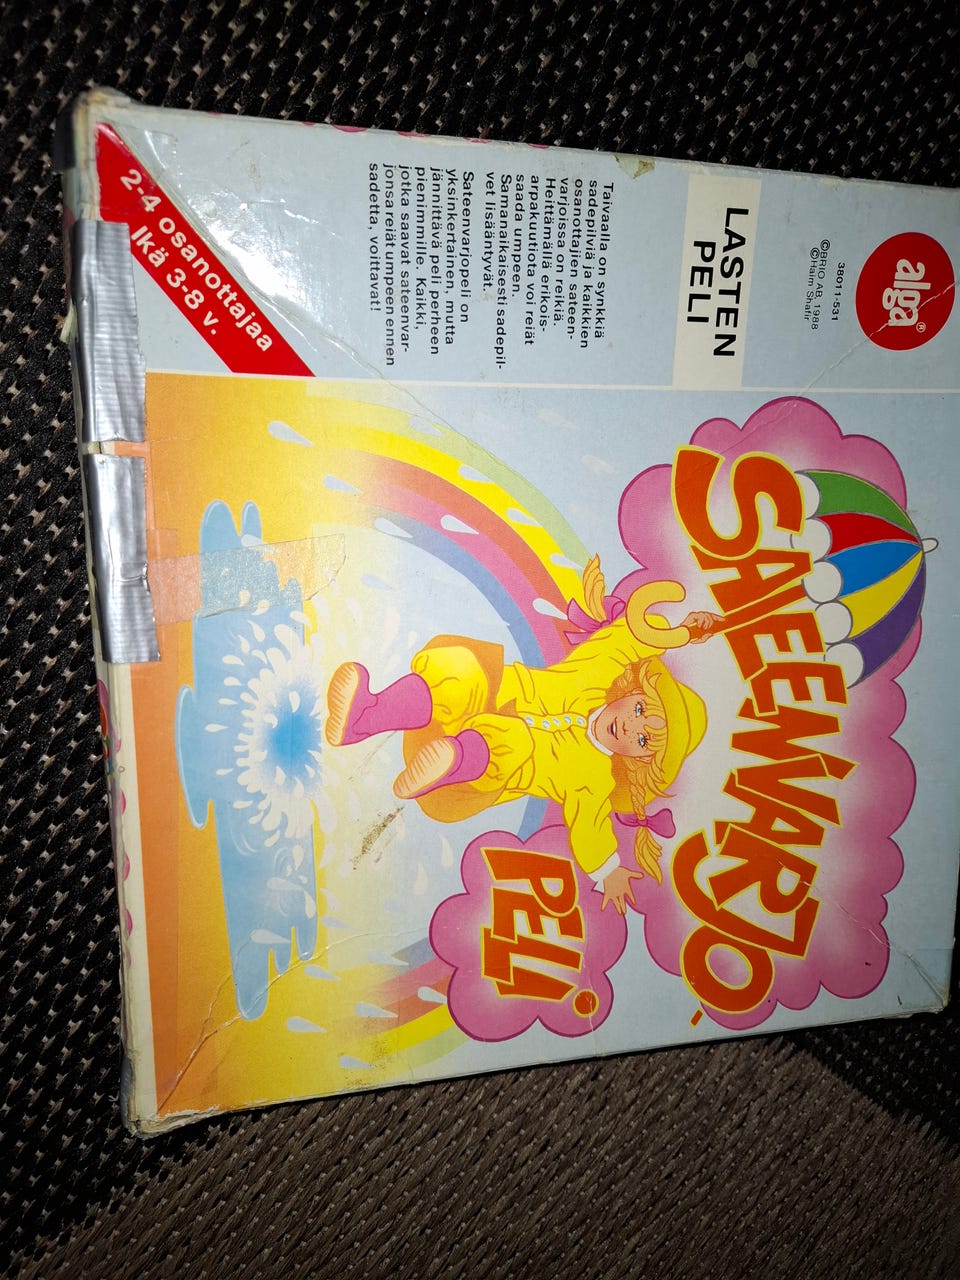 alga®
38011-531
©BRIO AB, 1988
©Haim Shafir
LASTEN
PELI
Taivaalla on synkkiä
sadepilviä ja kaikkien
osanottajien sateen-
varjoissa on reikiä.
Heittämällä erikois-
arpakuutiota voi reiät
saada umpeen.
Samanaikaisesti sadepil-
vet lisääntyvät.
Sateenvarjopeli on
yksinkertainen, mutta
jännittävä peli perheen
pienimmille. Kaikki,
jotka saavat sateenvar-
jonsa reiät umpeen ennen
sadetta, voittavat!
2-4 osanottajaa
Ikä 3-8 v.
SATEENVARJO-
PELI